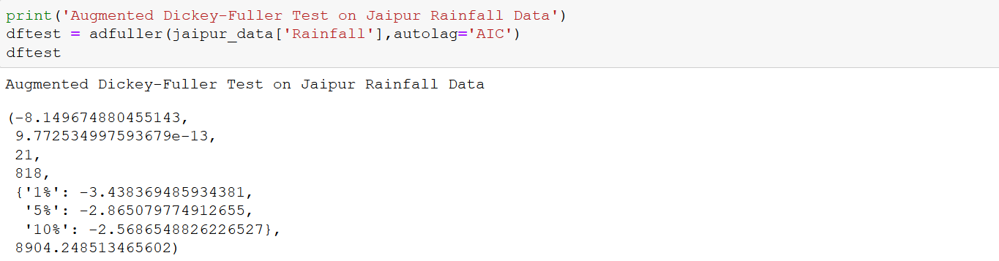 print('Augmented Dickey-Fuller Test on Jaipur Rainfall Data')
dftest = adfuller(jaipur_data['Rainfall'],autolag='AIC')
dftest
Augmented Dickey-Fuller Test on Jaipur Rainfall Data
(-8.149674880455143,
9.772534997593679e-13,
21,
818,
{'1%': -3.438369485934381,
'5%': -2.865079774912655,
'10%': -2.5686548826226527},
8904.248513465602)